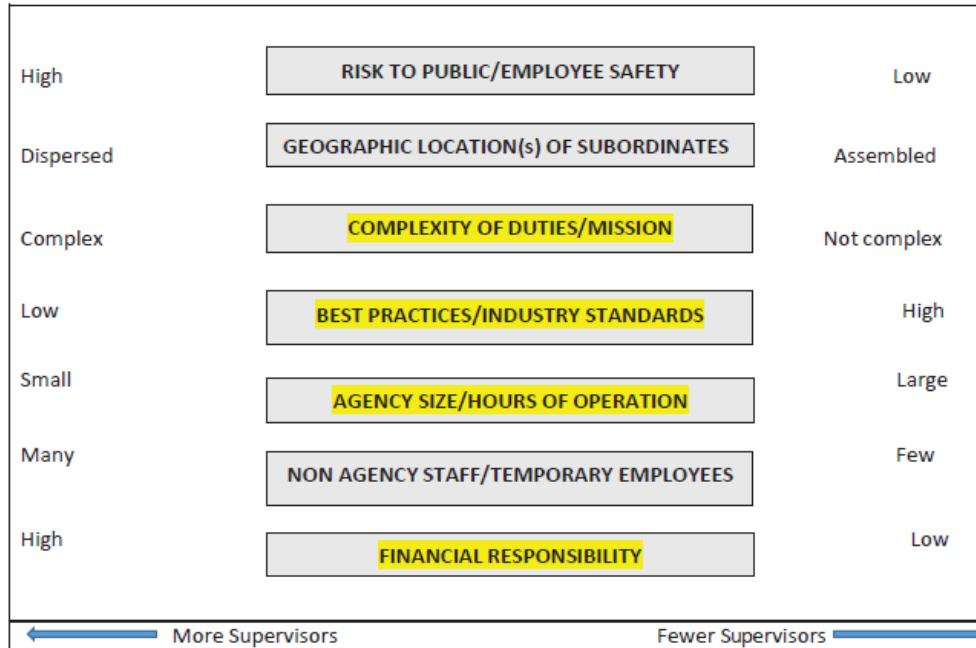 High RISK TO PUBLIC/EMPLOYEE SAFETY Low
Dispersed GEOGRAPHIC LOCATION(s) OF SUBORDINATES Assembled
Complex COMPLEXITY OF DUTIES/MISSION Not complex
Low BEST PRACTICES/INDUSTRY STANDARDS High
Small AGENCY SIZE/HOURS OF OPERATION Large
Many NON AGENCY STAFF/TEMPORARY EMPLOYEES Few
High FINANCIAL RESPONSIBILITY Low
More Supervisors Fewer Supervisors